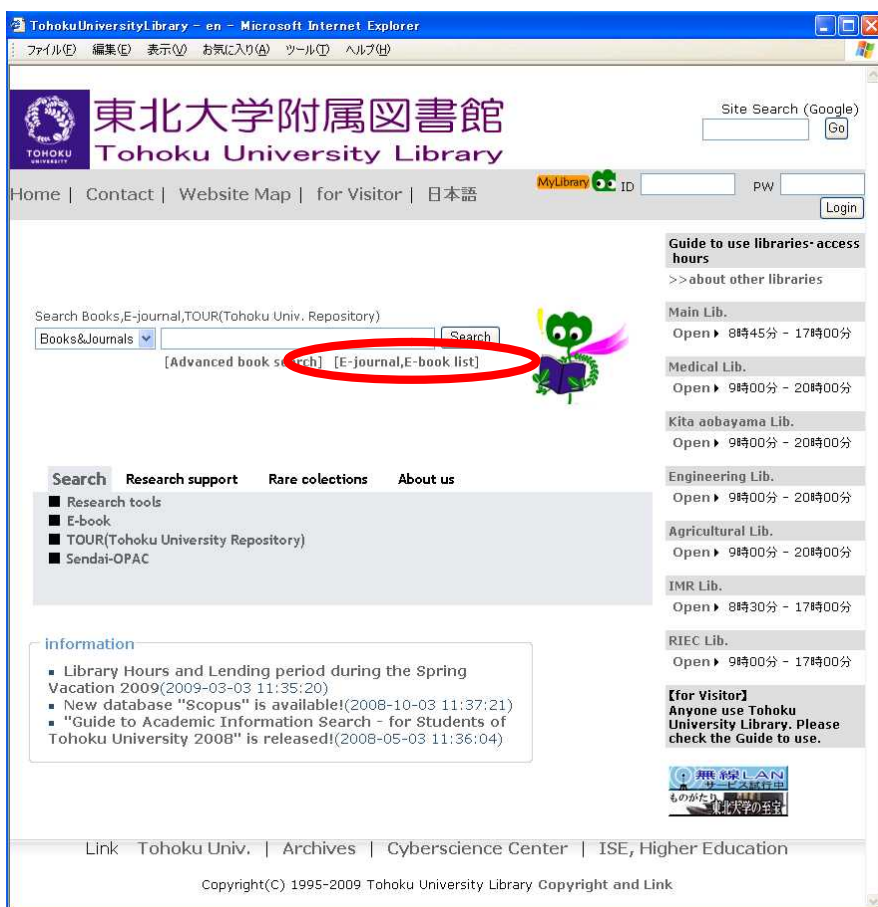 TohokuUniversityLibrary - en - Microsoft Internet Explorer
ファイル(F) 編集(E) 表示(V) お気に入り(A) ツール(T) ヘルプ(H)
東北大学附属図書館
Tohoku University Library
TOHOKU
UNIVERSITY
Site Search (Google)
Go
Home | Contact | Website Map | for Visitor | 日本語
MyLibrary ID PW
Login
Search Books,E-journal,TOUR(Tohoku Univ. Repository)
Books&Journals Search
[Advanced book search] [E-journal,E-book list]
Search Research support Rare colections About us
■ Research tools
■ E-book
■ TOUR(Tohoku University Repository)
■ Sendai-OPAC
information
▪ Library Hours and Lending period during the Spring
Vacation 2009(2009-03-03 11:35:20)
▪ New database "Scopus" is available!(2008-10-03 11:37:21)
▪ "Guide to Academic Information Search - for Students of
Tohoku University 2008" is released!(2008-05-03 11:36:04)
Guide to use libraries-access
hours
>>about other libraries
Main Lib.
Open 8時45分 - 17時00分
Medical Lib.
Open 9時00分 - 20時00分
Kita aobayama Lib.
Open 9時00分 - 20時00分
Engineering Lib.
Open 9時00分 - 20時00分
Agricultural Lib.
Open 9時00分 - 20時00分
IMR Lib.
Open 8時30分 - 17時00分
RIEC Lib.
Open 9時00分 - 17時00分
【for Visitor】
Anyone use Tohoku
University Library. Please
check the Guide to use.
無線LAN
サービス試行中
ものがたり
東北大学の至宝
Link Tohoku Univ. | Archives | Cyberscience Center | ISE, Higher Education
Copyright(C) 1995-2009 Tohoku University Library Copyright and Link